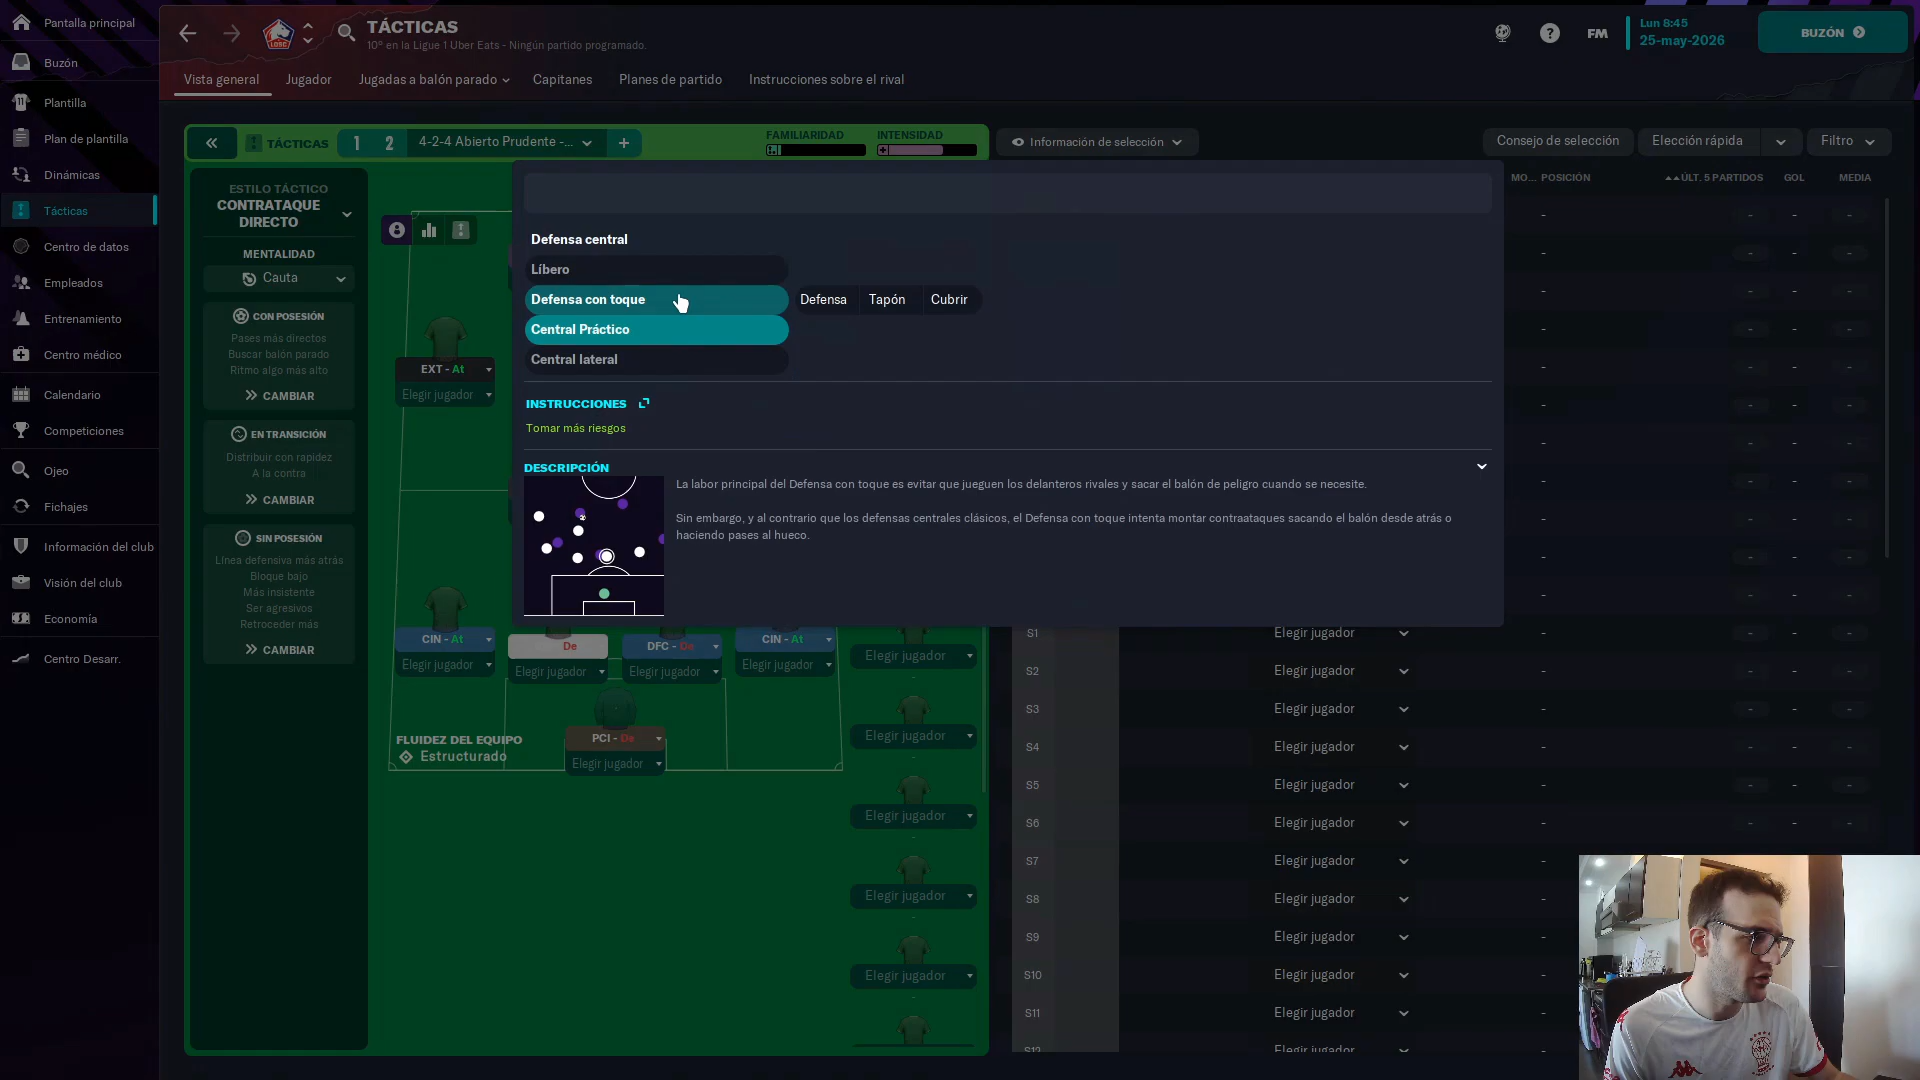 Pantalla principal
Buzón
Plantilla
Plan de plantilla
Dinámicas
Tácticas
Centro de datos
Empleados
Entrenamiento
Centro médico
Calendario
Competiciones
Ojeo
Fichajes
Información del club
Visión del club
Economía
Centro Desarr.
TÁCTICAS
10º en la Ligue 1 Uber Eats - Ningún partido programado.
FM
Lun 8:45
25-may-2026
BUZÓN
Vista general
Jugador
Jugadas a balón parado
Capitanes
Planes de partido
Instrucciones sobre el rival
TÁCTICAS
1
2
4-2-4 Abierto Prudente -...
+
FAMILIARIDAD
INTENSIDAD
Información de selección
Consejo de selección
Elección rápida
Filtro
MO... POSICIÓN
ÚLT. 5 PARTIDOS
GOL
MEDIA
ESTILO TÁCTICO
CONTRATAQUE
DIRECTO
MENTALIDAD
Cauta
CON POSESIÓN
Pases más directos
Buscar balón parado
Ritmo algo más alto
CAMBIAR
EN TRANSICIÓN
Distribuir con rapidez
A la contra
CAMBIAR
SIN POSESIÓN
Línea defensiva más atrás
Bloque bajo
Más insistente
Ser agresivos
Retroceder más
CAMBIAR
EXT - At
Elegir jugador
Defensa central
Líbero
Defensa con toque
Defensa
Tapón
Cubrir
Central Práctico
Central lateral
INSTRUCCIONES
Tomar más riesgos
DESCRIPCIÓN
La labor principal del Defensa con toque es evitar que jueguen los delanteros rivales y sacar el balón de peligro cuando se necesite.
Sin embargo, y al contrario que los defensas centrales clásicos, el Defensa con toque intenta montar contraataques sacando el balón desde atrás o
haciendo pases al hueco.
CIN - At
Elegir jugador
De
Elegir jugador
DFC - De
Elegir jugador
CIN - At
Elegir jugador
PCI - De
Elegir jugador
FLUIDEZ DEL EQUIPO
Estructurado
Elegir jugador
Elegir jugador
Elegir jugador
Elegir jugador
Elegir jugador
S1 Elegir jugador -
S2 Elegir jugador -
S3 Elegir jugador -
S4 Elegir jugador -
S5 Elegir jugador -
S6 Elegir jugador -
S7 Elegir jugador -
S8 Elegir jugador
S9 Elegir jugador
S10 Elegir jugador
S11 Elegir jugador
S12 Elegir jugador